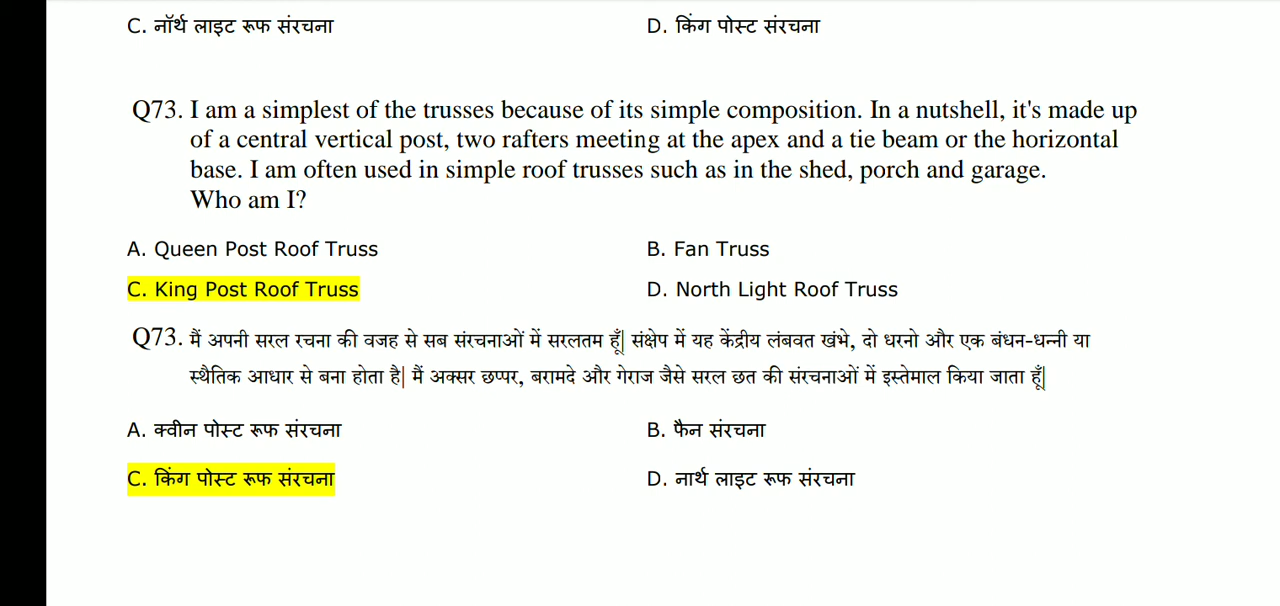 C. नॉर्थ लाइट रूफ संरचना D. किंग पोस्ट संरचना
Q73. I am a simplest of the trusses because of its simple composition. In a nutshell, it's made up
of a central vertical post, two rafters meeting at the apex and a tie beam or the horizontal
base. I am often used in simple roof trusses such as in the shed, porch and garage.
Who am I?
A. Queen Post Roof Truss B. Fan Truss
C. King Post Roof Truss D. North Light Roof Truss
Q73. मैं अपनी सरल रचना की वजह से सब संरचनाओं में सरलतम हूँ| संक्षेप में यह केंद्रीय लंबवत खंभे, दो धरनो और एक बंधन-धन्नी या
स्थैतिक आधार से बना होता है| मैं अक्सर छप्पर, बरामदे और गेराज जैसे सरल छत की संरचनाओं में इस्तेमाल किया जाता हूँ|
A. क्वीन पोस्ट रूफ संरचना B. फैन संरचना
C. किंग पोस्ट रूफ संरचना D. नार्थ लाइट रूफ संरचना